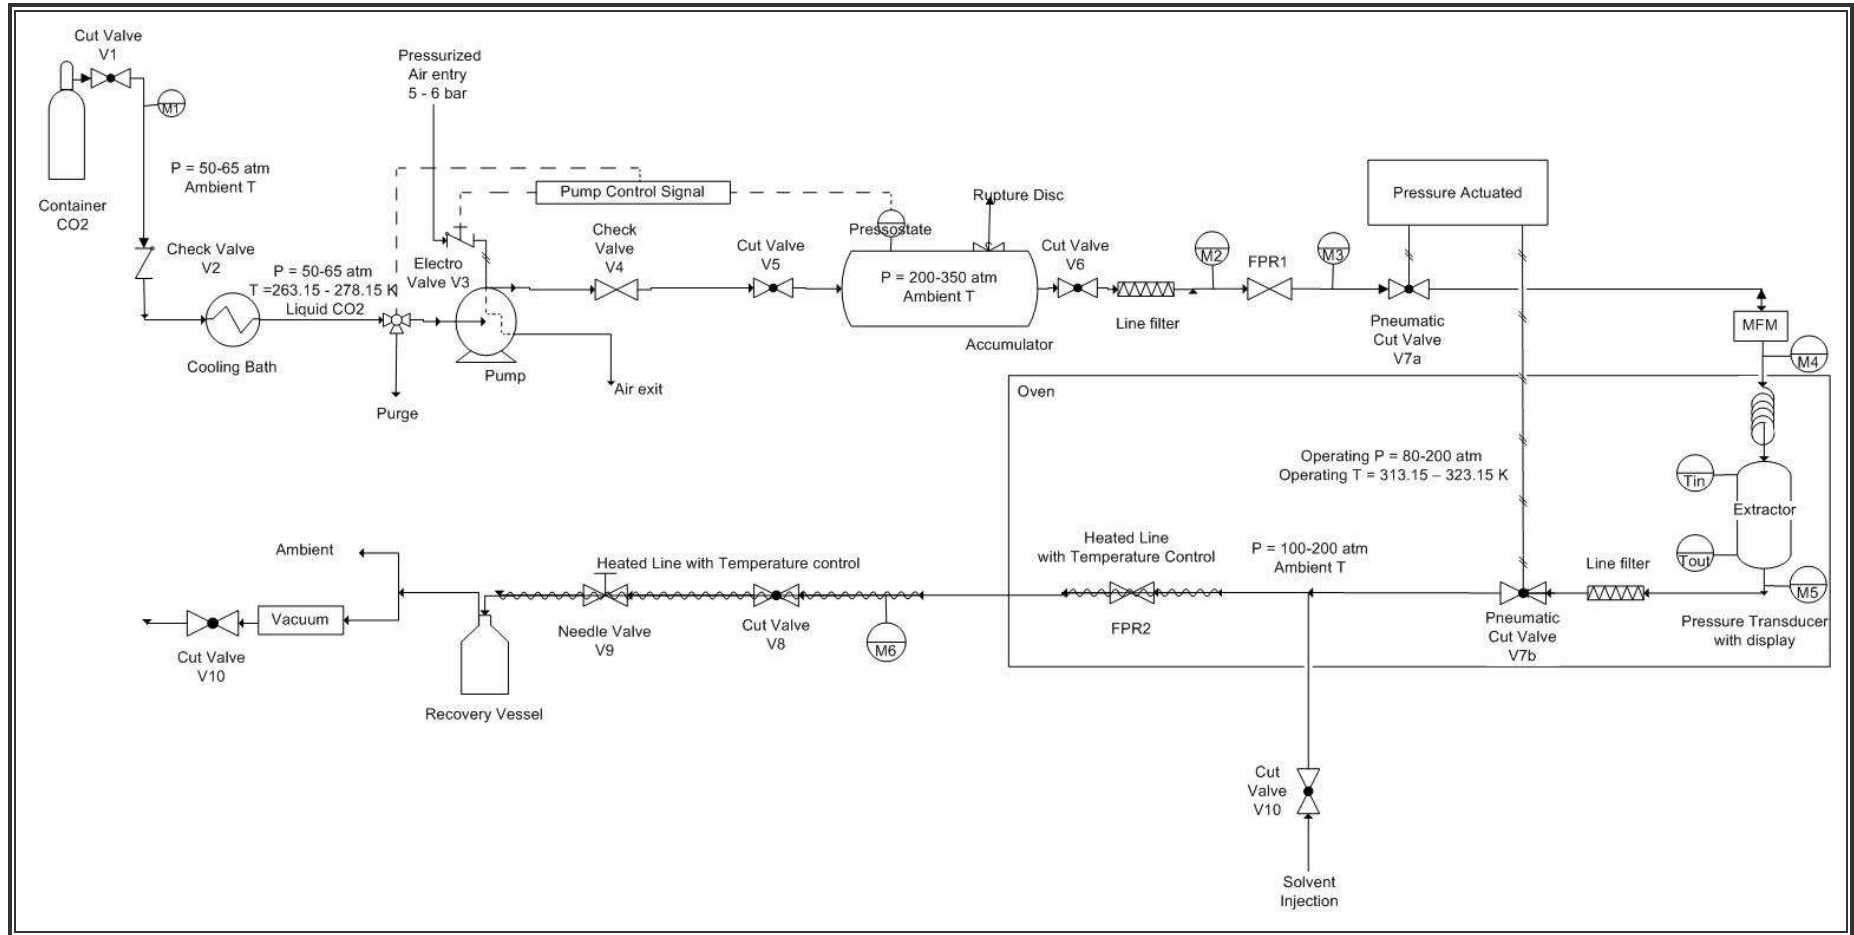 Cut Valve
V1
M1
Container
CO2
P = 50-65 atm
Ambient T
Check Valve
V2
P = 50-65 atm
T =263.15 - 278.15 K
Liquid CO2
Cooling Bath
Purge
Pressurized
Air entry
5 - 6 bar
Pump Control Signal
Electro
Valve V3
Pump
Air exit
Check
Valve
V4
Cut Valve
V5
Pressostate
Rupture Disc
P = 200-350 atm
Ambient T
Accumulator
Cut Valve
V6
Line filter
M2
FPR1
M3
Pressure Actuated
Pneumatic
Cut Valve
V7a
MFM
M4
Oven
Operating P = 80-200 atm
Operating T = 313.15 – 323.15 K
Tin
Extractor
Tout
M5
Pressure Transducer
with display
Line filter
Pneumatic
Cut Valve
V7b
P = 100-200 atm
Ambient T
Heated Line
with Temperature Control
FPR2
Cut
Valve
V10
Solvent
Injection
Heated Line with Temperature control
M6
Cut Valve
V8
Needle Valve
V9
Recovery Vessel
Ambient
Vacuum
Cut Valve
V10